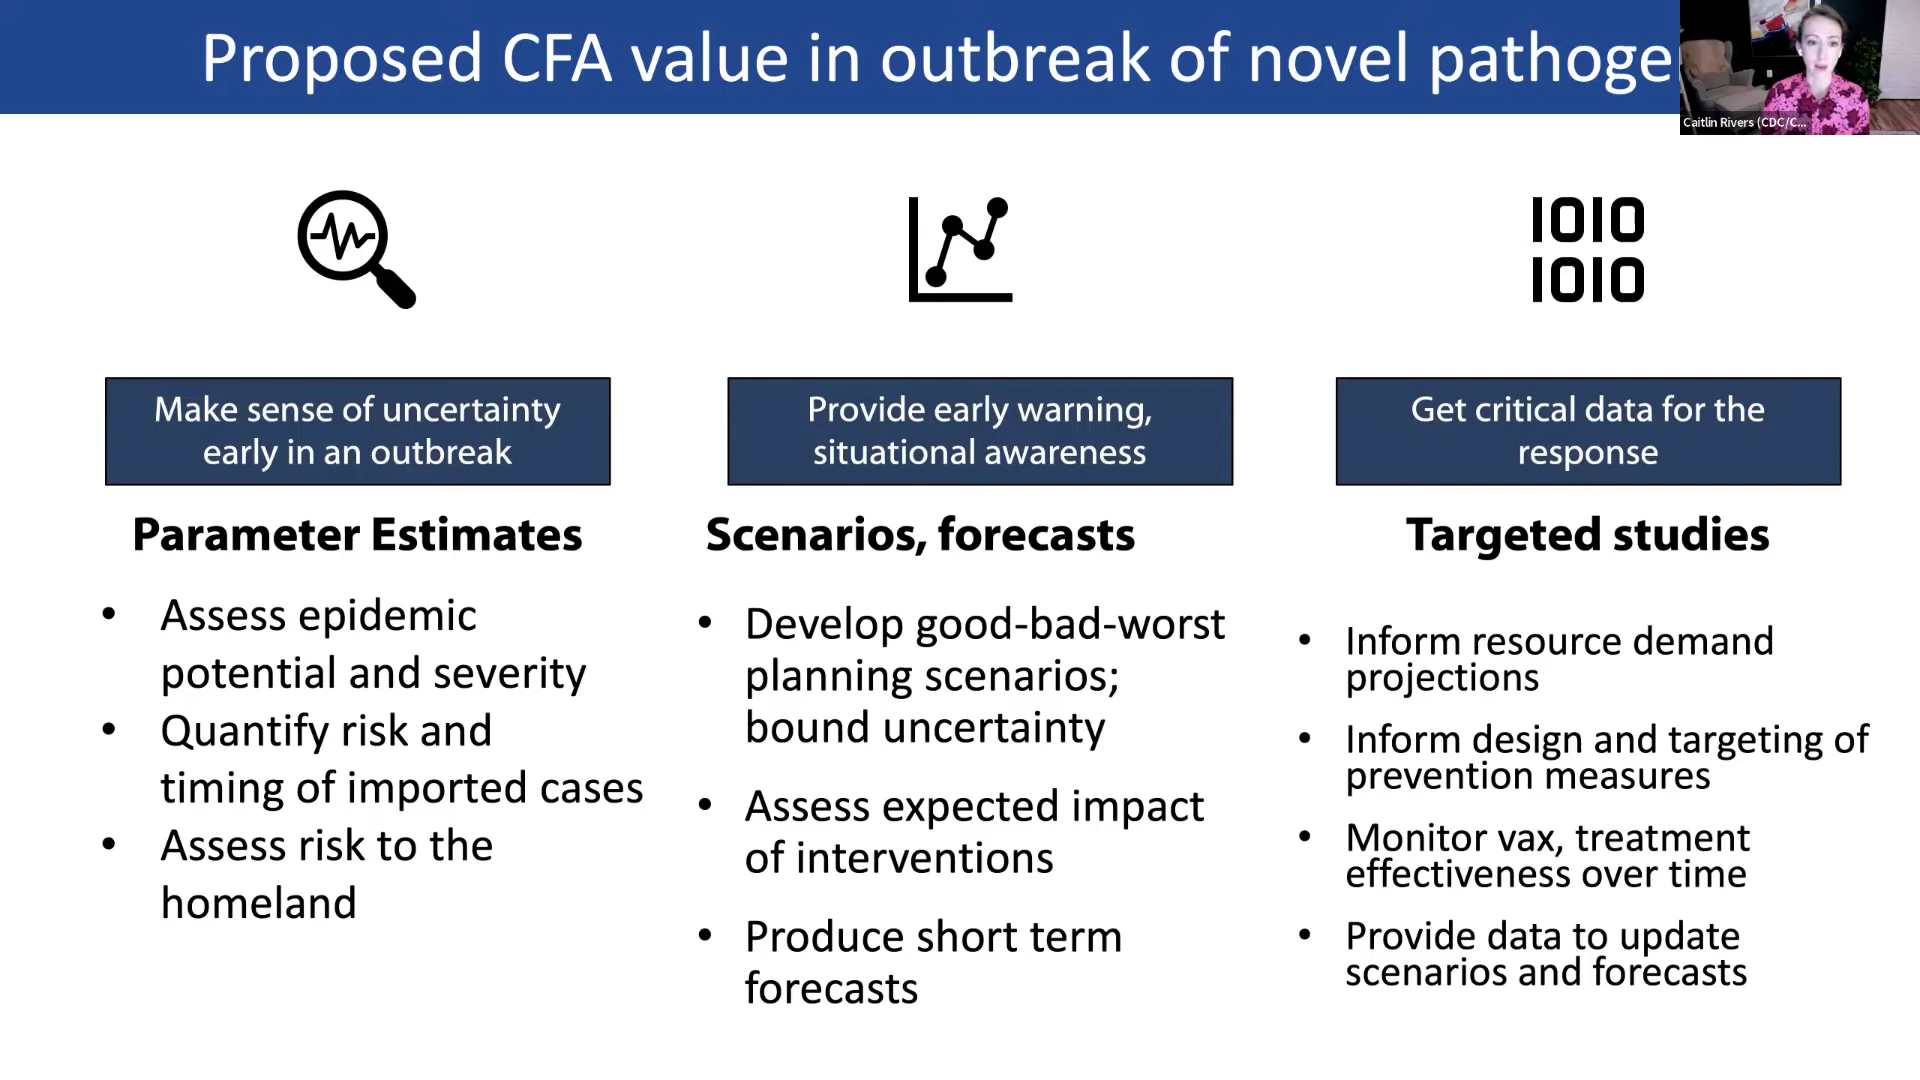 Proposed CFA value in outbreak of novel pathoge
Caitlin Rivers (CDC/C...
1010
1010
Make sense of uncertainty
early in an outbreak
Parameter Estimates
• Assess epidemic
potential and severity
• Quantify risk and
timing of imported cases
• Assess risk to the
homeland
Provide early warning,
situational awareness
Scenarios, forecasts
• Develop good-bad-worst
planning scenarios;
bound uncertainty
• Assess expected impact
of interventions
• Produce short term
forecasts
Get critical data for the
response
Targeted studies
• Inform resource demand
projections
• Inform design and targeting of
prevention measures
• Monitor vax, treatment
effectiveness over time
• Provide data to update
scenarios and forecasts